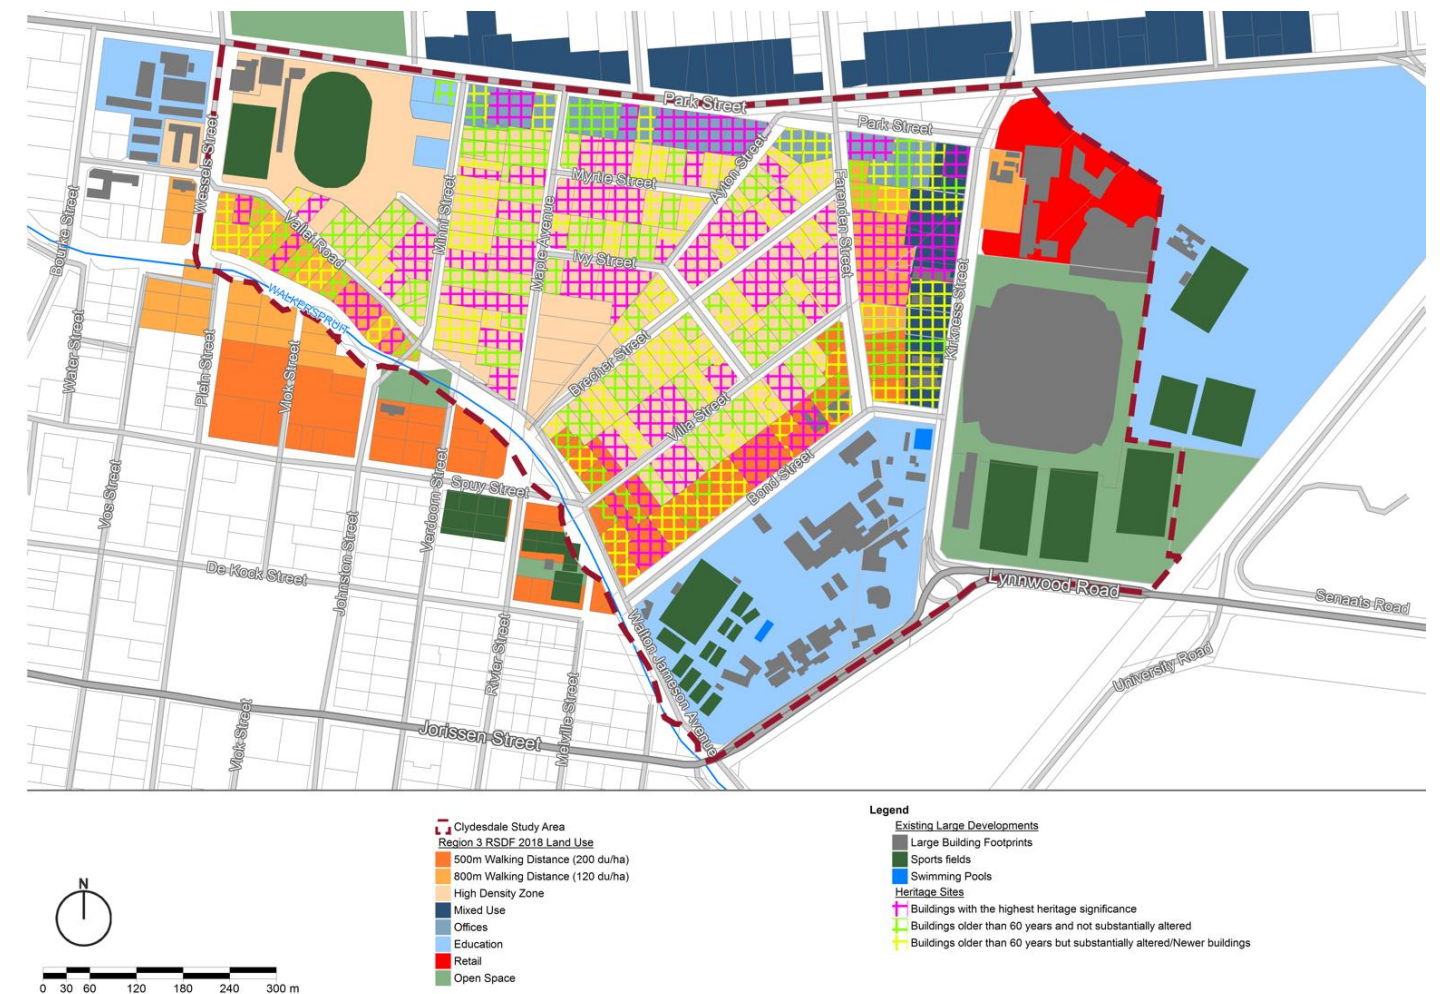 Park Street
Park Street
Wessels Street
Bourke Street
Vallei Road
Minni Street
Maple Avenue
Myrtle Street
Ayton Street
Farenden Street
Ivy Street
Kirkness Street
WALKERSPRUIT
Water Street
Plein Street
Vlok Street
Brecher Street
Villa Street
Bond Street
Spuy Street
Vos Street
Verdoorn Street
Johnston Street
De Kock Street
Lynnwood Road
Senaats Road
University Road
Rivier Street
Melville Street
Walton Jameson Avenue
Vlok Street
Jorissen Street
N
0 30 60 120 180 240 300 m
Clydesdale Study Area
Region 3 RSDF 2018 Land Use
500m Walking Distance (200 du/ha)
800m Walking Distance (120 du/ha)
High Density Zone
Mixed Use
Offices
Education
Retail
Open Space
Legend
Existing Large Developments
Large Building Footprints
Sports fields
Swimming Pools
Heritage Sites
Buildings with the highest heritage significance
Buildings older than 60 years and not substantially altered
Buildings older than 60 years but substantially altered/Newer buildings